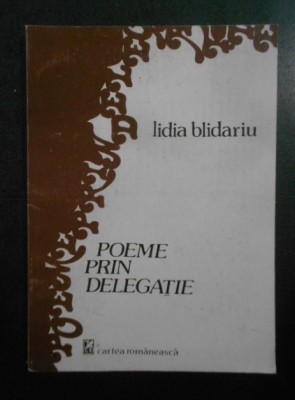 lidia blidariu
POEME
PRIN
DELEGAȚIE
cartea românească